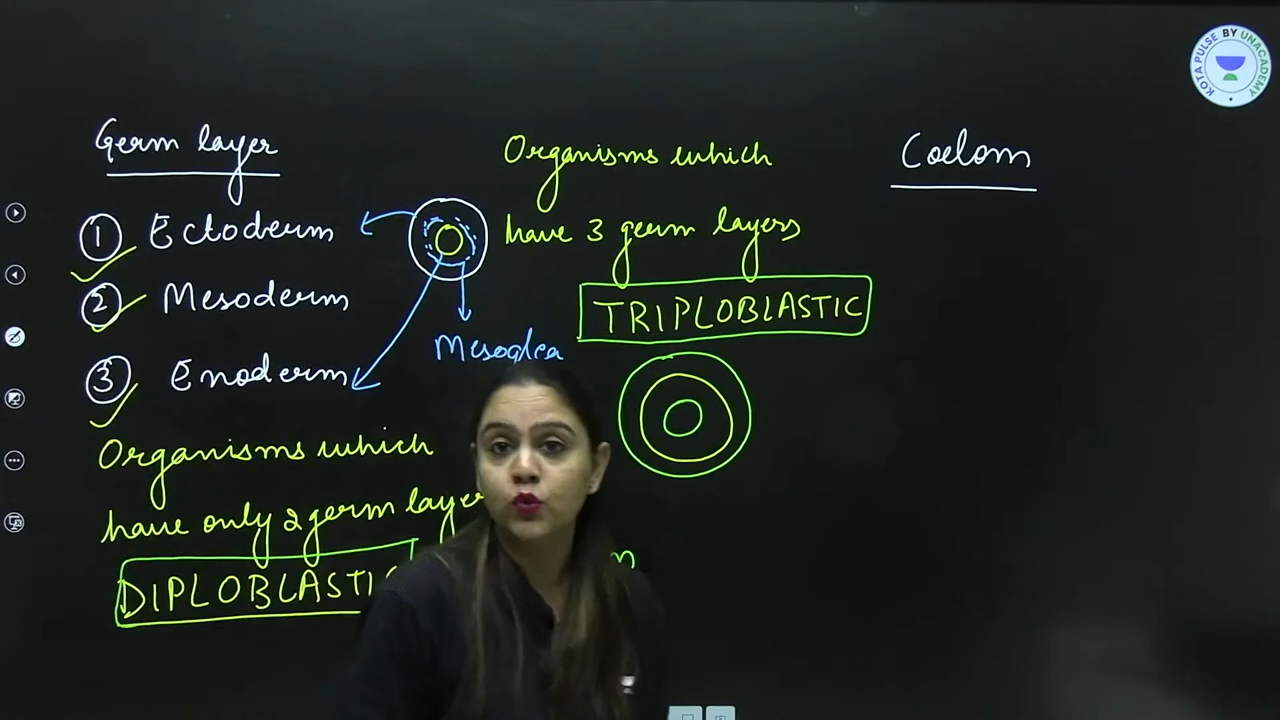 KOTA PULSE BY UNACADEMY
Germ layer
1 Ectoderm
2 Mesoderm
3 Enoderm
Mesoglea
Organisms which
have only 2 germ layer
DIPLOBLASTIC
Organisms which
have 3 germ layers
TRIPLOBLASTIC
Coelom